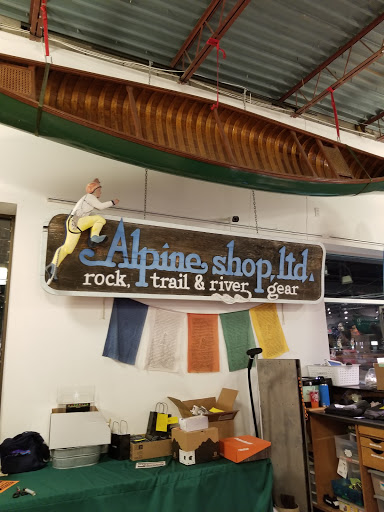 Alpine shop, ltd.
rock, trail & river gear